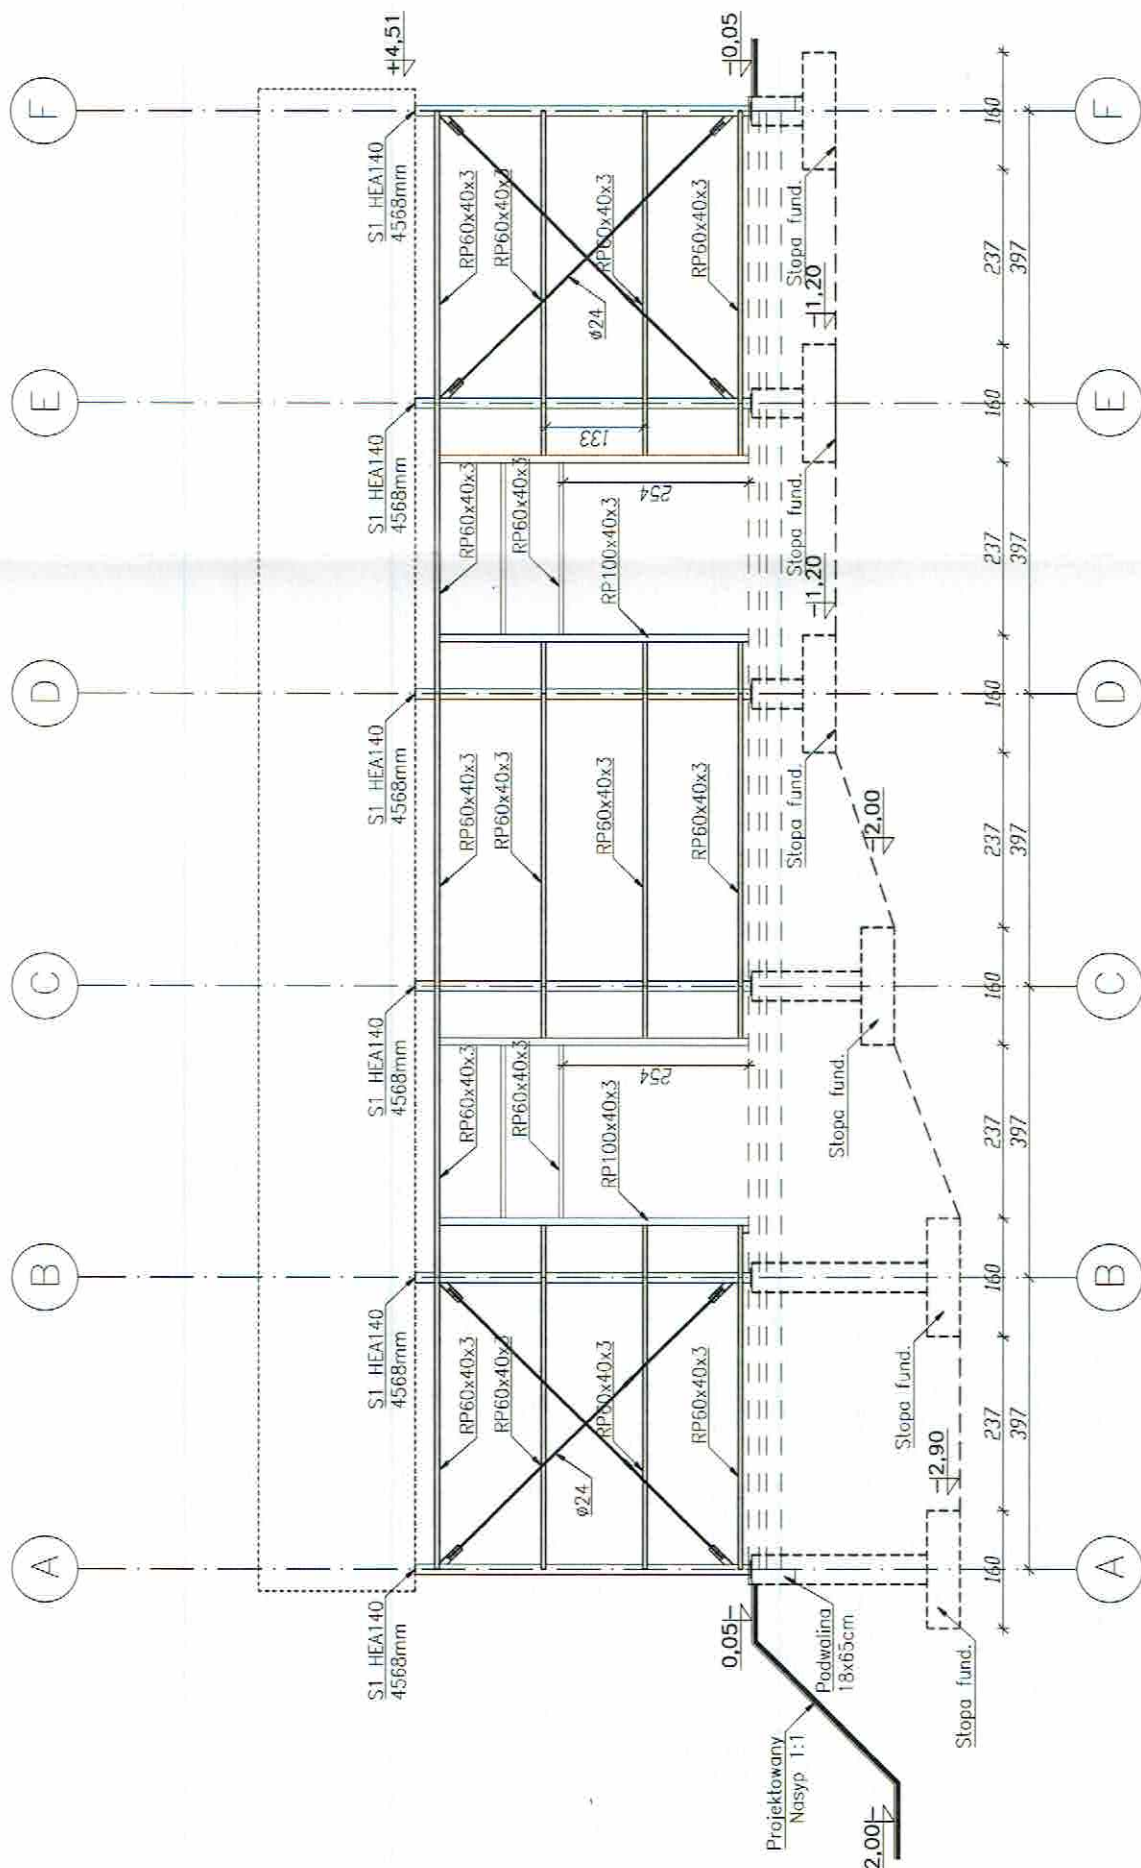 A
B
C
D
E
F
S1 HEA140
4568mm
S1 HEA140
4568mm
S1 HEA140
4568mm
S1 HEA140
4568mm
S1 HEA140
4568mm
S1 HEA140
4568mm
+4,51
RP60x40x3
RP60x40x3
RP60x40x3
RP60x40x3
ø24
RP60x40x3
RP60x40x3
RP100x40x3
254
RP60x40x3
RP60x40x3
RP60x40x3
RP60x40x3
RP60x40x3
RP60x40x3
RP100x40x3
254
133
RP60x40x3
RP60x40x3
RP60x40x3
RP60x40x3
ø24
0,05
-0,05
Projektowany
Nasyp 1:1
Podwalina
18x65cm
2,00
Stopa fund.
-2,90
Stopa fund.
Stopa fund.
-2,00
Stopa fund.
-1,20
Stopa fund.
-1,20
Stopa fund.
160
237
160
237
160
237
160
237
160
237
160
397
397
397
397
397
A
B
C
D
E
F